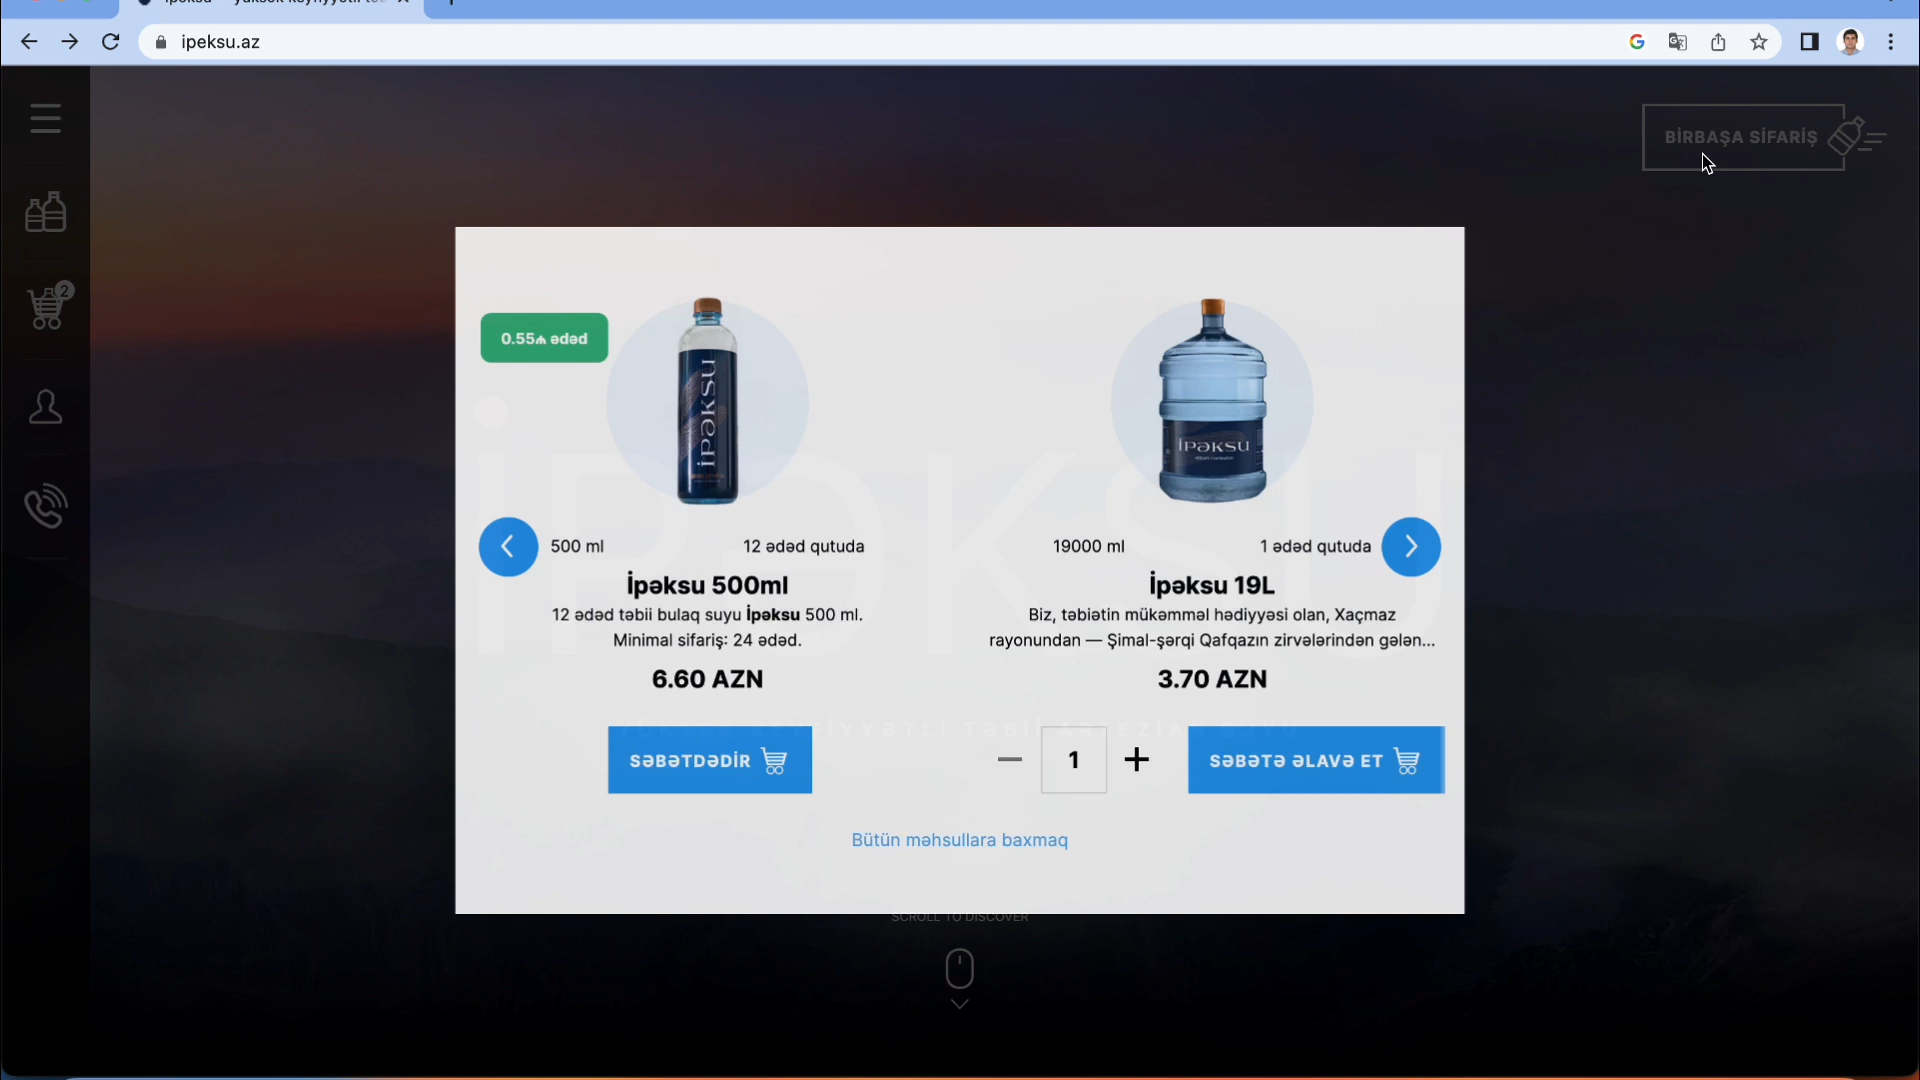 ipeksu.az
BİRBAŞA SİFARİŞ
2
0.55₼ ədəd
İpəksu
İpəksu
500 ml
12 ədəd qutuda
19000 ml
1 ədəd qutuda
İpəksu 500ml
İpəksu 19L
12 ədəd təbii bulaq suyu İpəksu 500 ml.
Minimal sifariş: 24 ədəd.
Biz, təbiətin mükəmməl hədiyyəsi olan, Xaçmaz
rayonundan — Şimal-şərqi Qafqazın zirvələrindən gələn...
6.60 AZN
3.70 AZN
SƏBƏTDƏDİR
1
SƏBƏTƏ ƏLAVƏ ET
Bütün məhsullara baxmaq
SCROLL TO DISCOVER